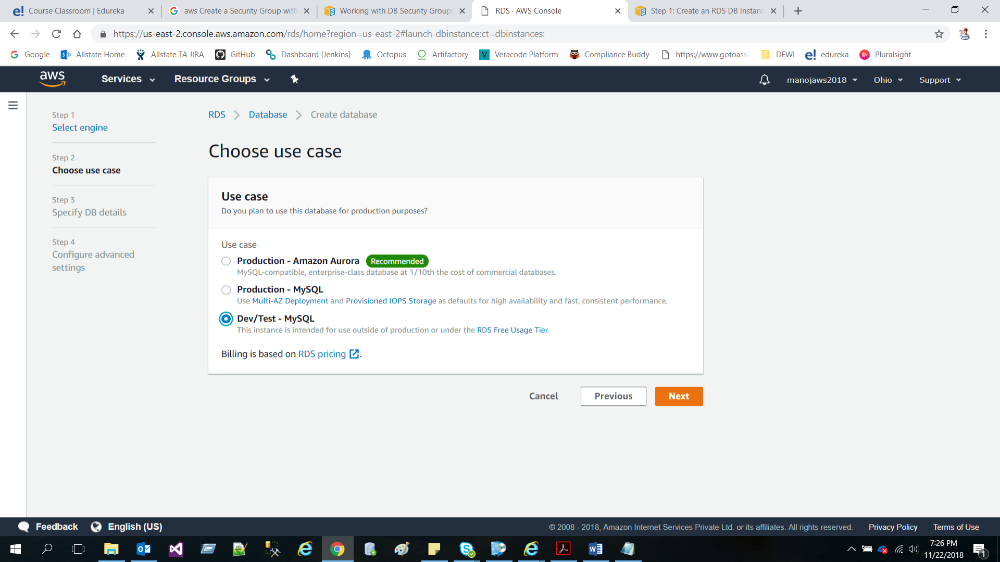 Course Classroom | Edureka
aws Create a Security Group with
Working with DB Security Groups
RDS · AWS Console
Step 1: Create an RDS DB Instanc
https://us-east-2.console.aws.amazon.com/rds/home?region=us-east-2#launch-dbinstance:ct=dbinstances:
Google
Allstate Home
Allstate TA JIRA
GitHub
Dashboard [Jenkins]
Octopus
Artifactory
Veracode Platform
Compliance Buddy
https://www.gotoassi
DEWI
edureka
Pluralsight
aws
Services
Resource Groups
manojaws2018
Ohio
Support
Step 1
Select engine
Step 2
Choose use case
Step 3
Specify DB details
Step 4
Configure advanced
settings
RDS
Database
Create database
Choose use case
Use case
Do you plan to use this database for production purposes?
Use case
Production - Amazon Aurora Recommended
MySQL-compatible, enterprise-class database at 1/10th the cost of commercial databases.
Production - MySQL
Use Multi-AZ Deployment and Provisioned IOPS Storage as defaults for high availability and fast, consistent performance.
Dev/Test - MySQL
This instance is intended for use outside of production or under the RDS Free Usage Tier.
Billing is based on RDS pricing .
Cancel
Previous
Next
Feedback
English (US)
© 2008 - 2018, Amazon Internet Services Private Ltd. or its affiliates. All rights reserved.
Privacy Policy
Terms of Use
7:26 PM
11/22/2018
1